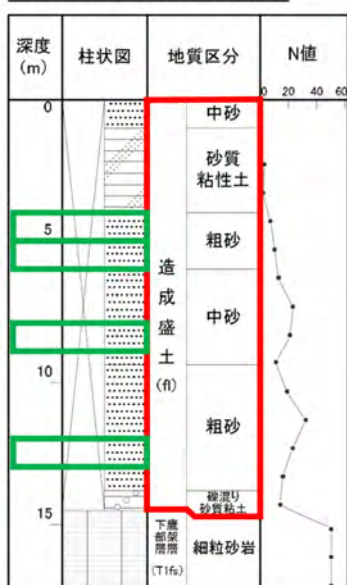 深度
(m)
柱状図
地質区分
N値
0
0 20 40 60
中砂
砂質
粘性土
5
粗砂
造成盛土
(fl)
中砂
10
粗砂
礫混り
砂質粘土
15
下部層
鷹架層
(T1fs)
細粒砂岩